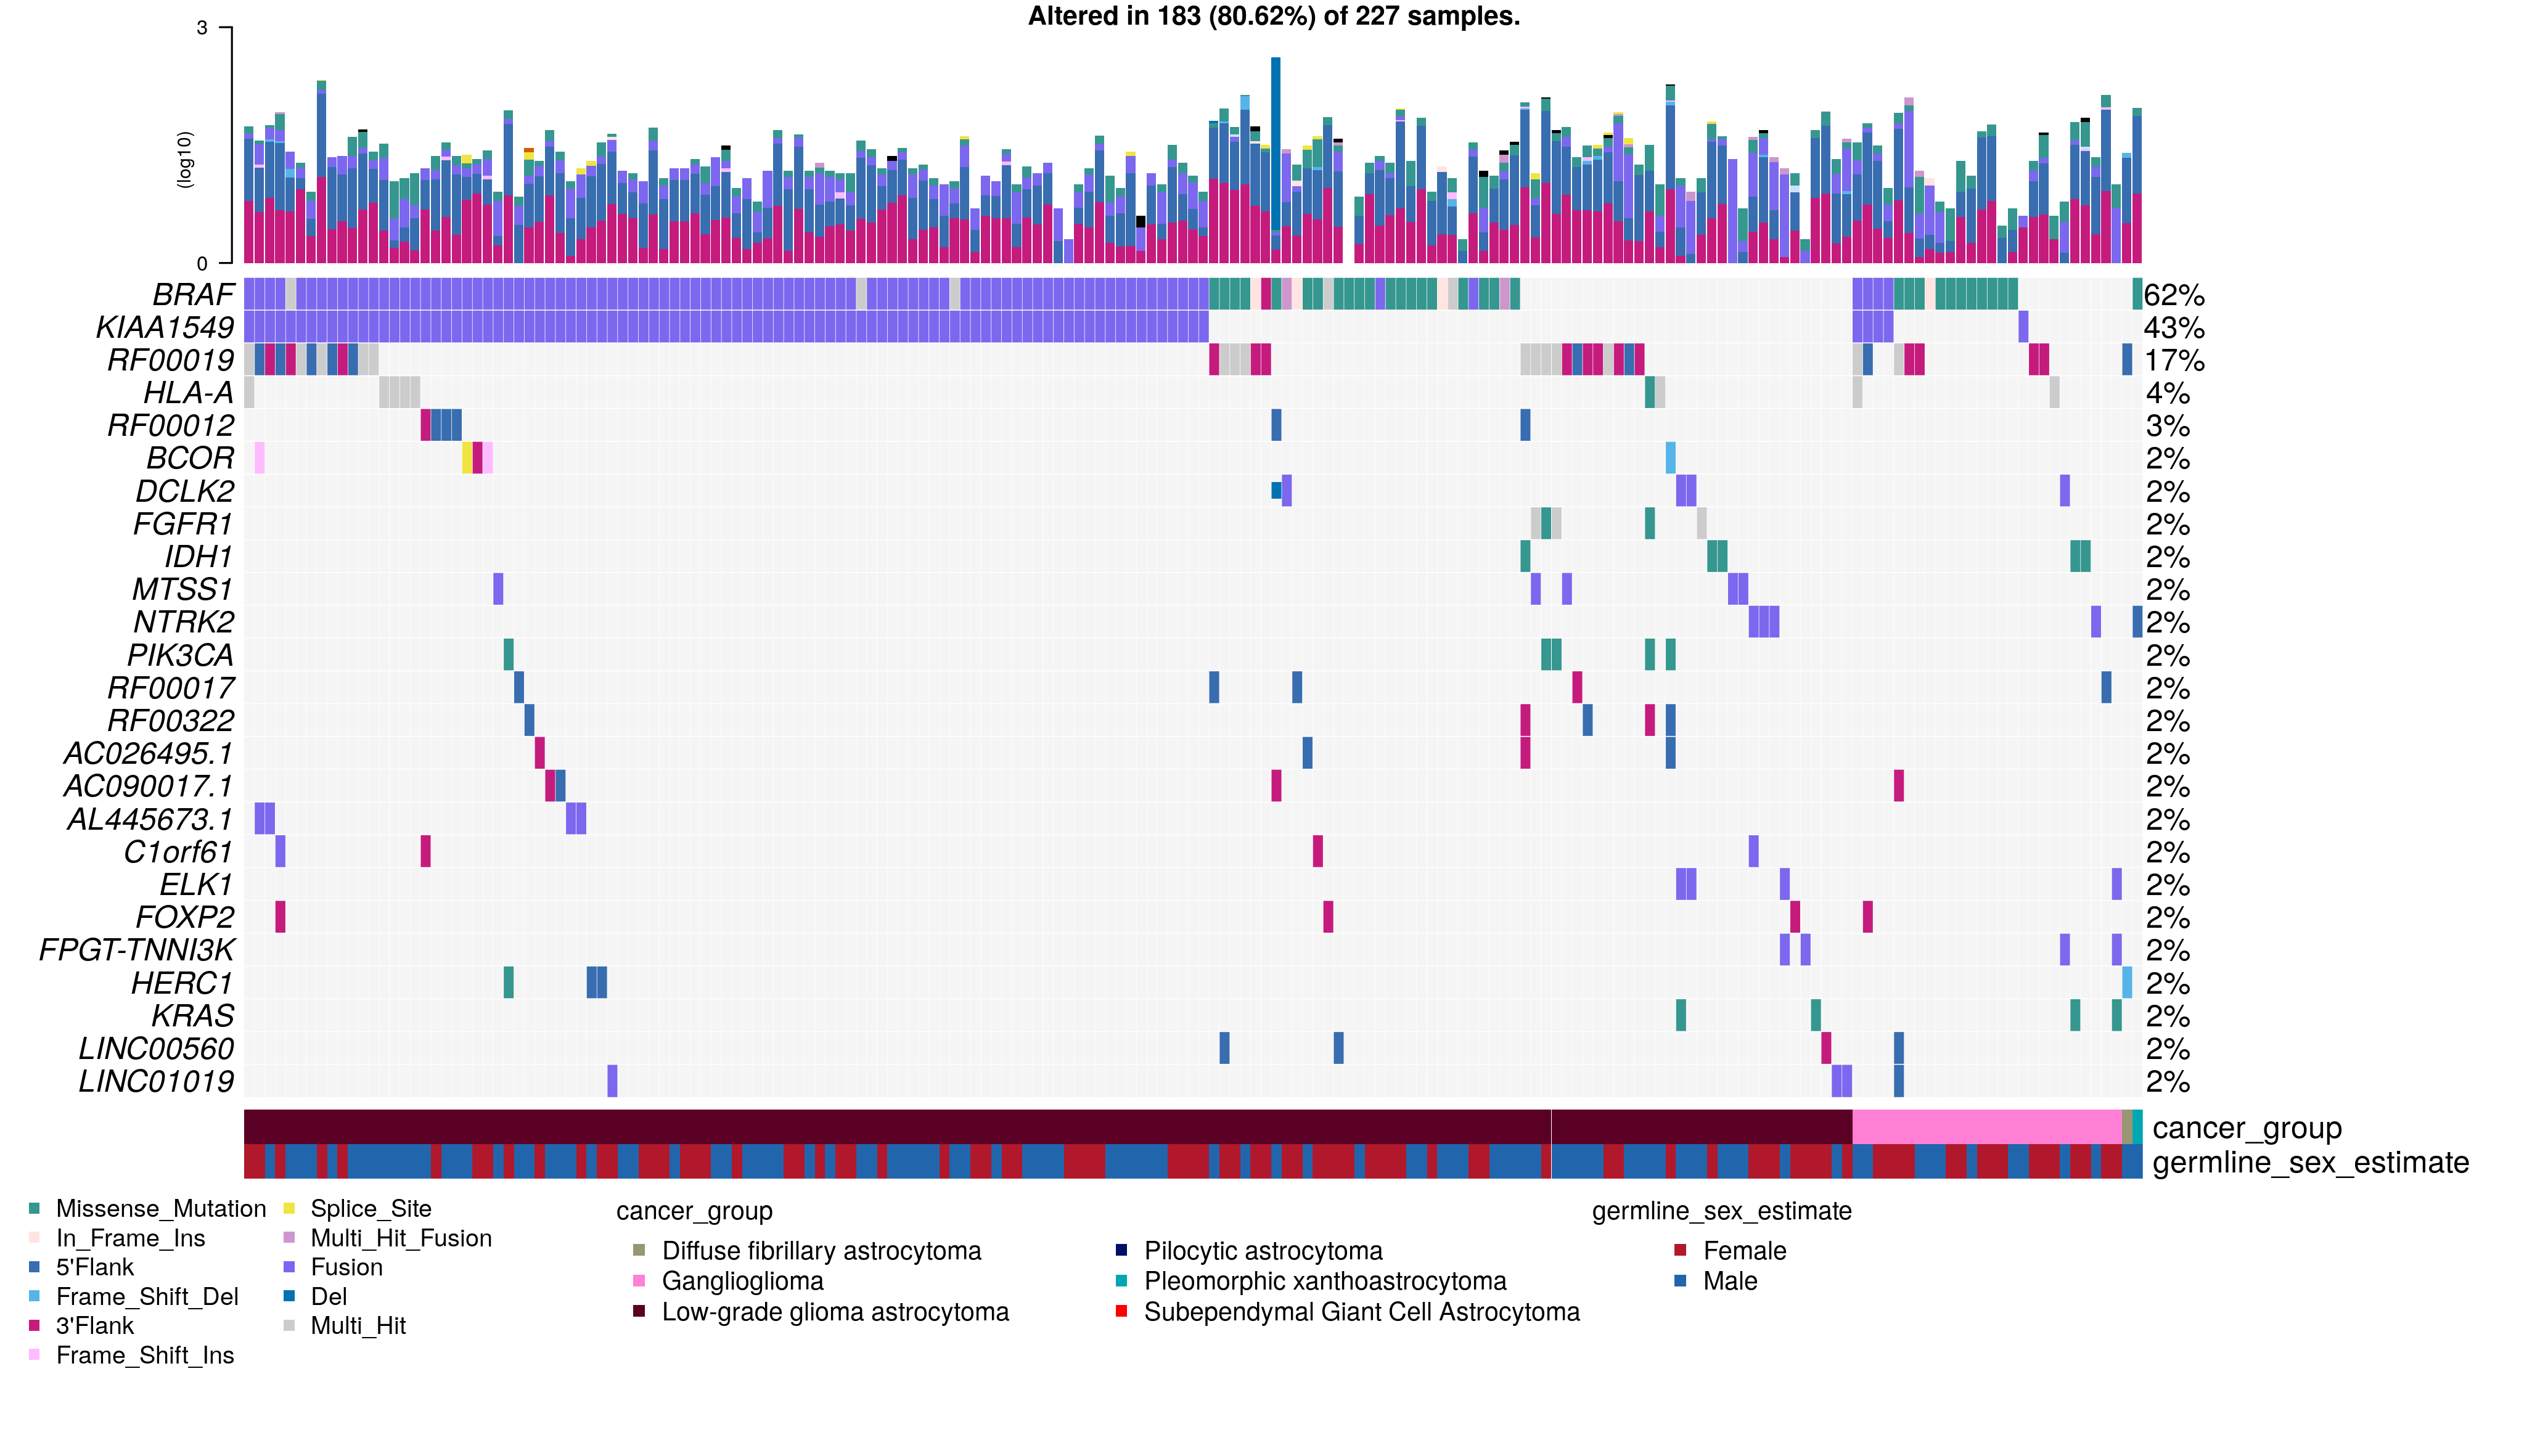 Altered in 183 (80.62%) of 227 samples.
3
(log10)
0
BRAF 62%
KIAA1549 43%
RF00019 17%
HLA-A 4%
RF00012 3%
BCOR 2%
DCLK2 2%
FGFR1 2%
IDH1 2%
MTSS1 2%
NTRK2 2%
PIK3CA 2%
RF00017 2%
RF00322 2%
AC026495.1 2%
AC090017.1 2%
AL445673.1 2%
C1orf61 2%
ELK1 2%
FOXP2 2%
FPGT-TNNI3K 2%
HERC1 2%
KRAS 2%
LINC00560 2%
LINC01019 2%
cancer_group
germline_sex_estimate
Missense_Mutation
In_Frame_Ins
5'Flank
Frame_Shift_Del
3'Flank
Frame_Shift_Ins
Splice_Site
Multi_Hit_Fusion
Fusion
Del
Multi_Hit
cancer_group
Diffuse fibrillary astrocytoma
Ganglioglioma
Low-grade glioma astrocytoma
Pilocytic astrocytoma
Pleomorphic xanthoastrocytoma
Subependymal Giant Cell Astrocytoma
germline_sex_estimate
Female
Male